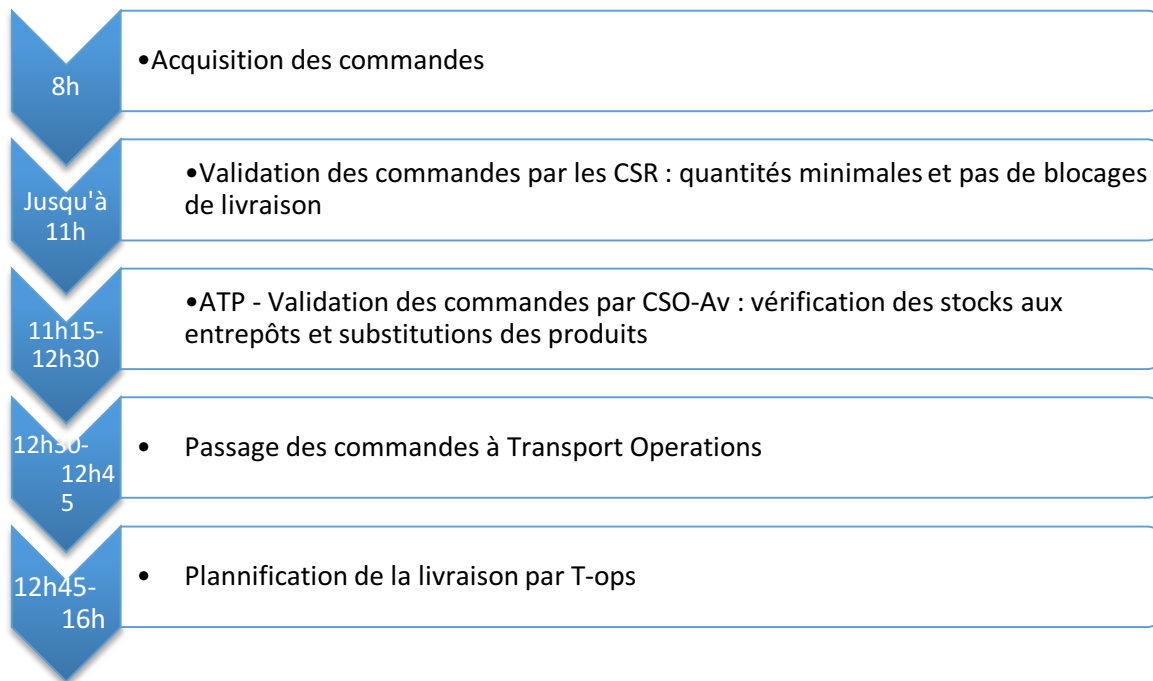 8h
•Acquisition des commandes
Jusqu'à
11h
•Validation des commandes par les CSR : quantités minimales et pas de blocages
de livraison
11h15-
12h30
•ATP - Validation des commandes par CSO-Av : vérification des stocks aux
entrepôts et substitutions des produits
12h30-
12h4
5
• Passage des commandes à Transport Operations
12h45-
16h
• Plannification de la livraison par T-ops